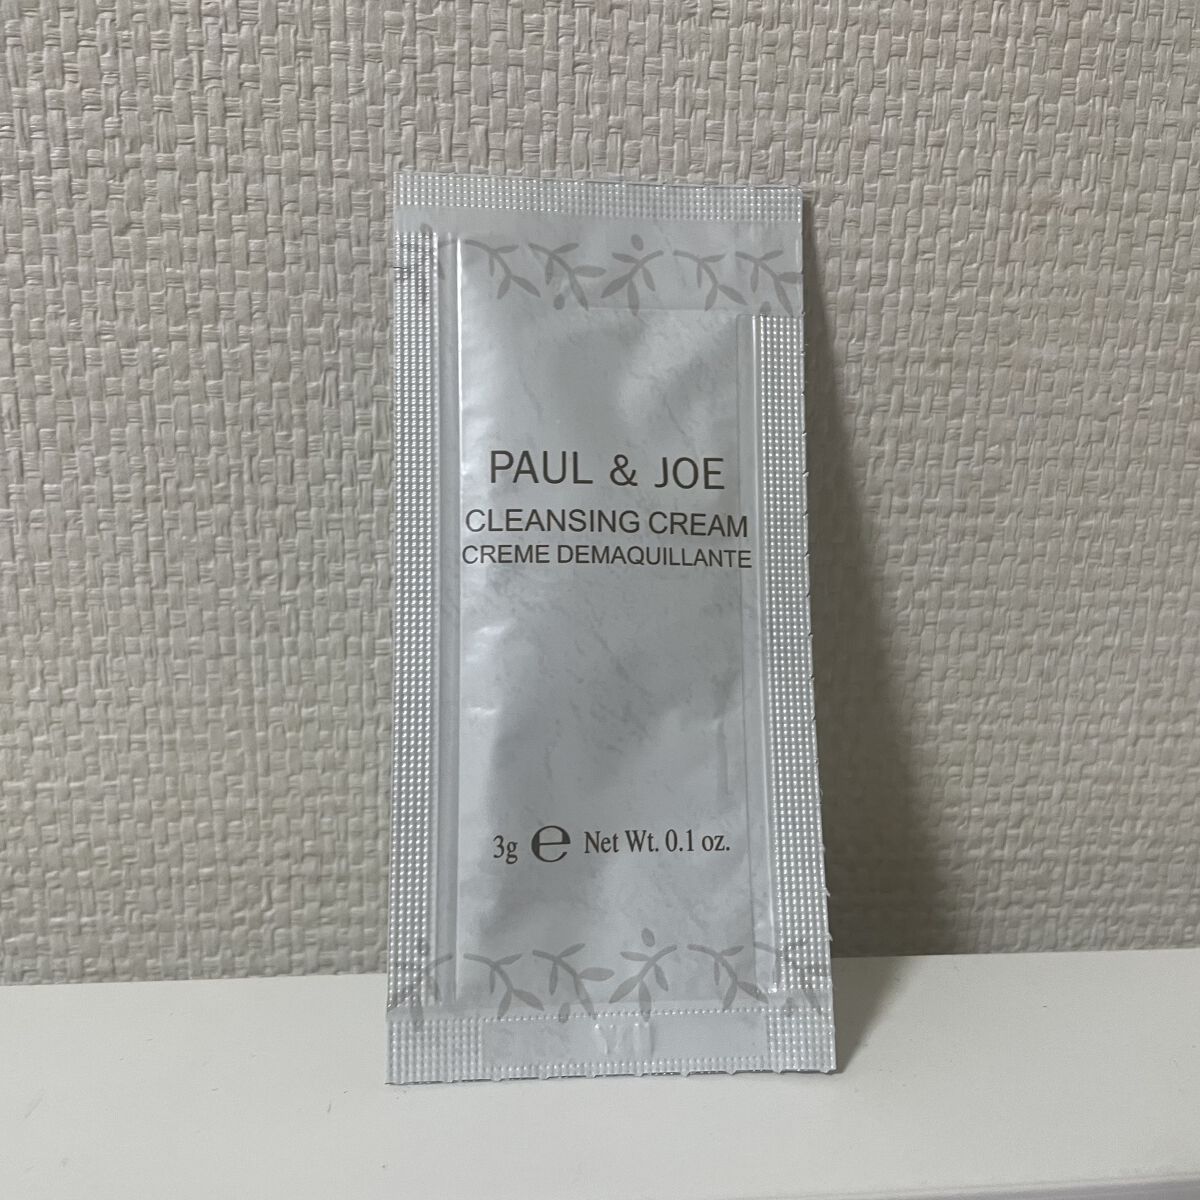 PAUL & JOE
CLEANSING CREAM
CREME DEMAQUILLANTE
3g ℮ Net Wt. 0.1 oz.